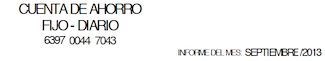 CUENTA DE AHORRO
FIJO - DIARIO
6397 0044 7043
INFORME DEL MES: SEPTIEMBRE /2013